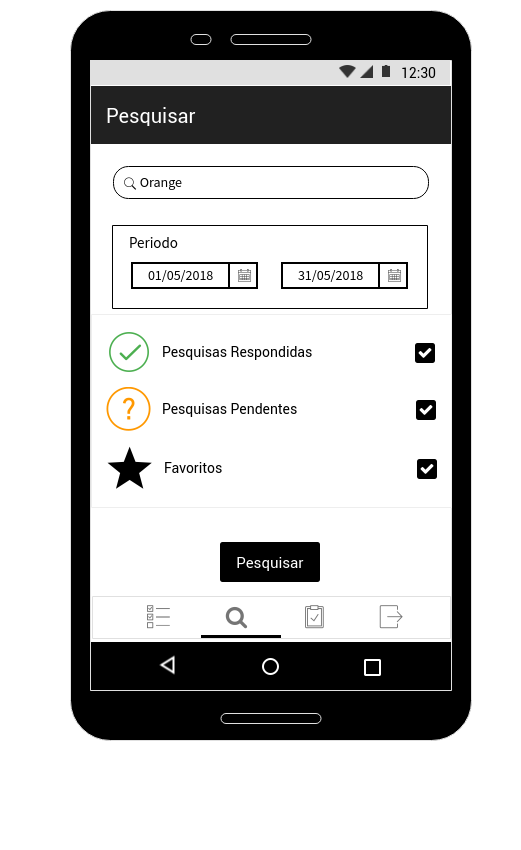 12:30
Pesquisar
Orange
Periodo
01/05/2018 31/05/2018
Pesquisas Respondidas
?
Pesquisas Pendentes
Favoritos
Pesquisar